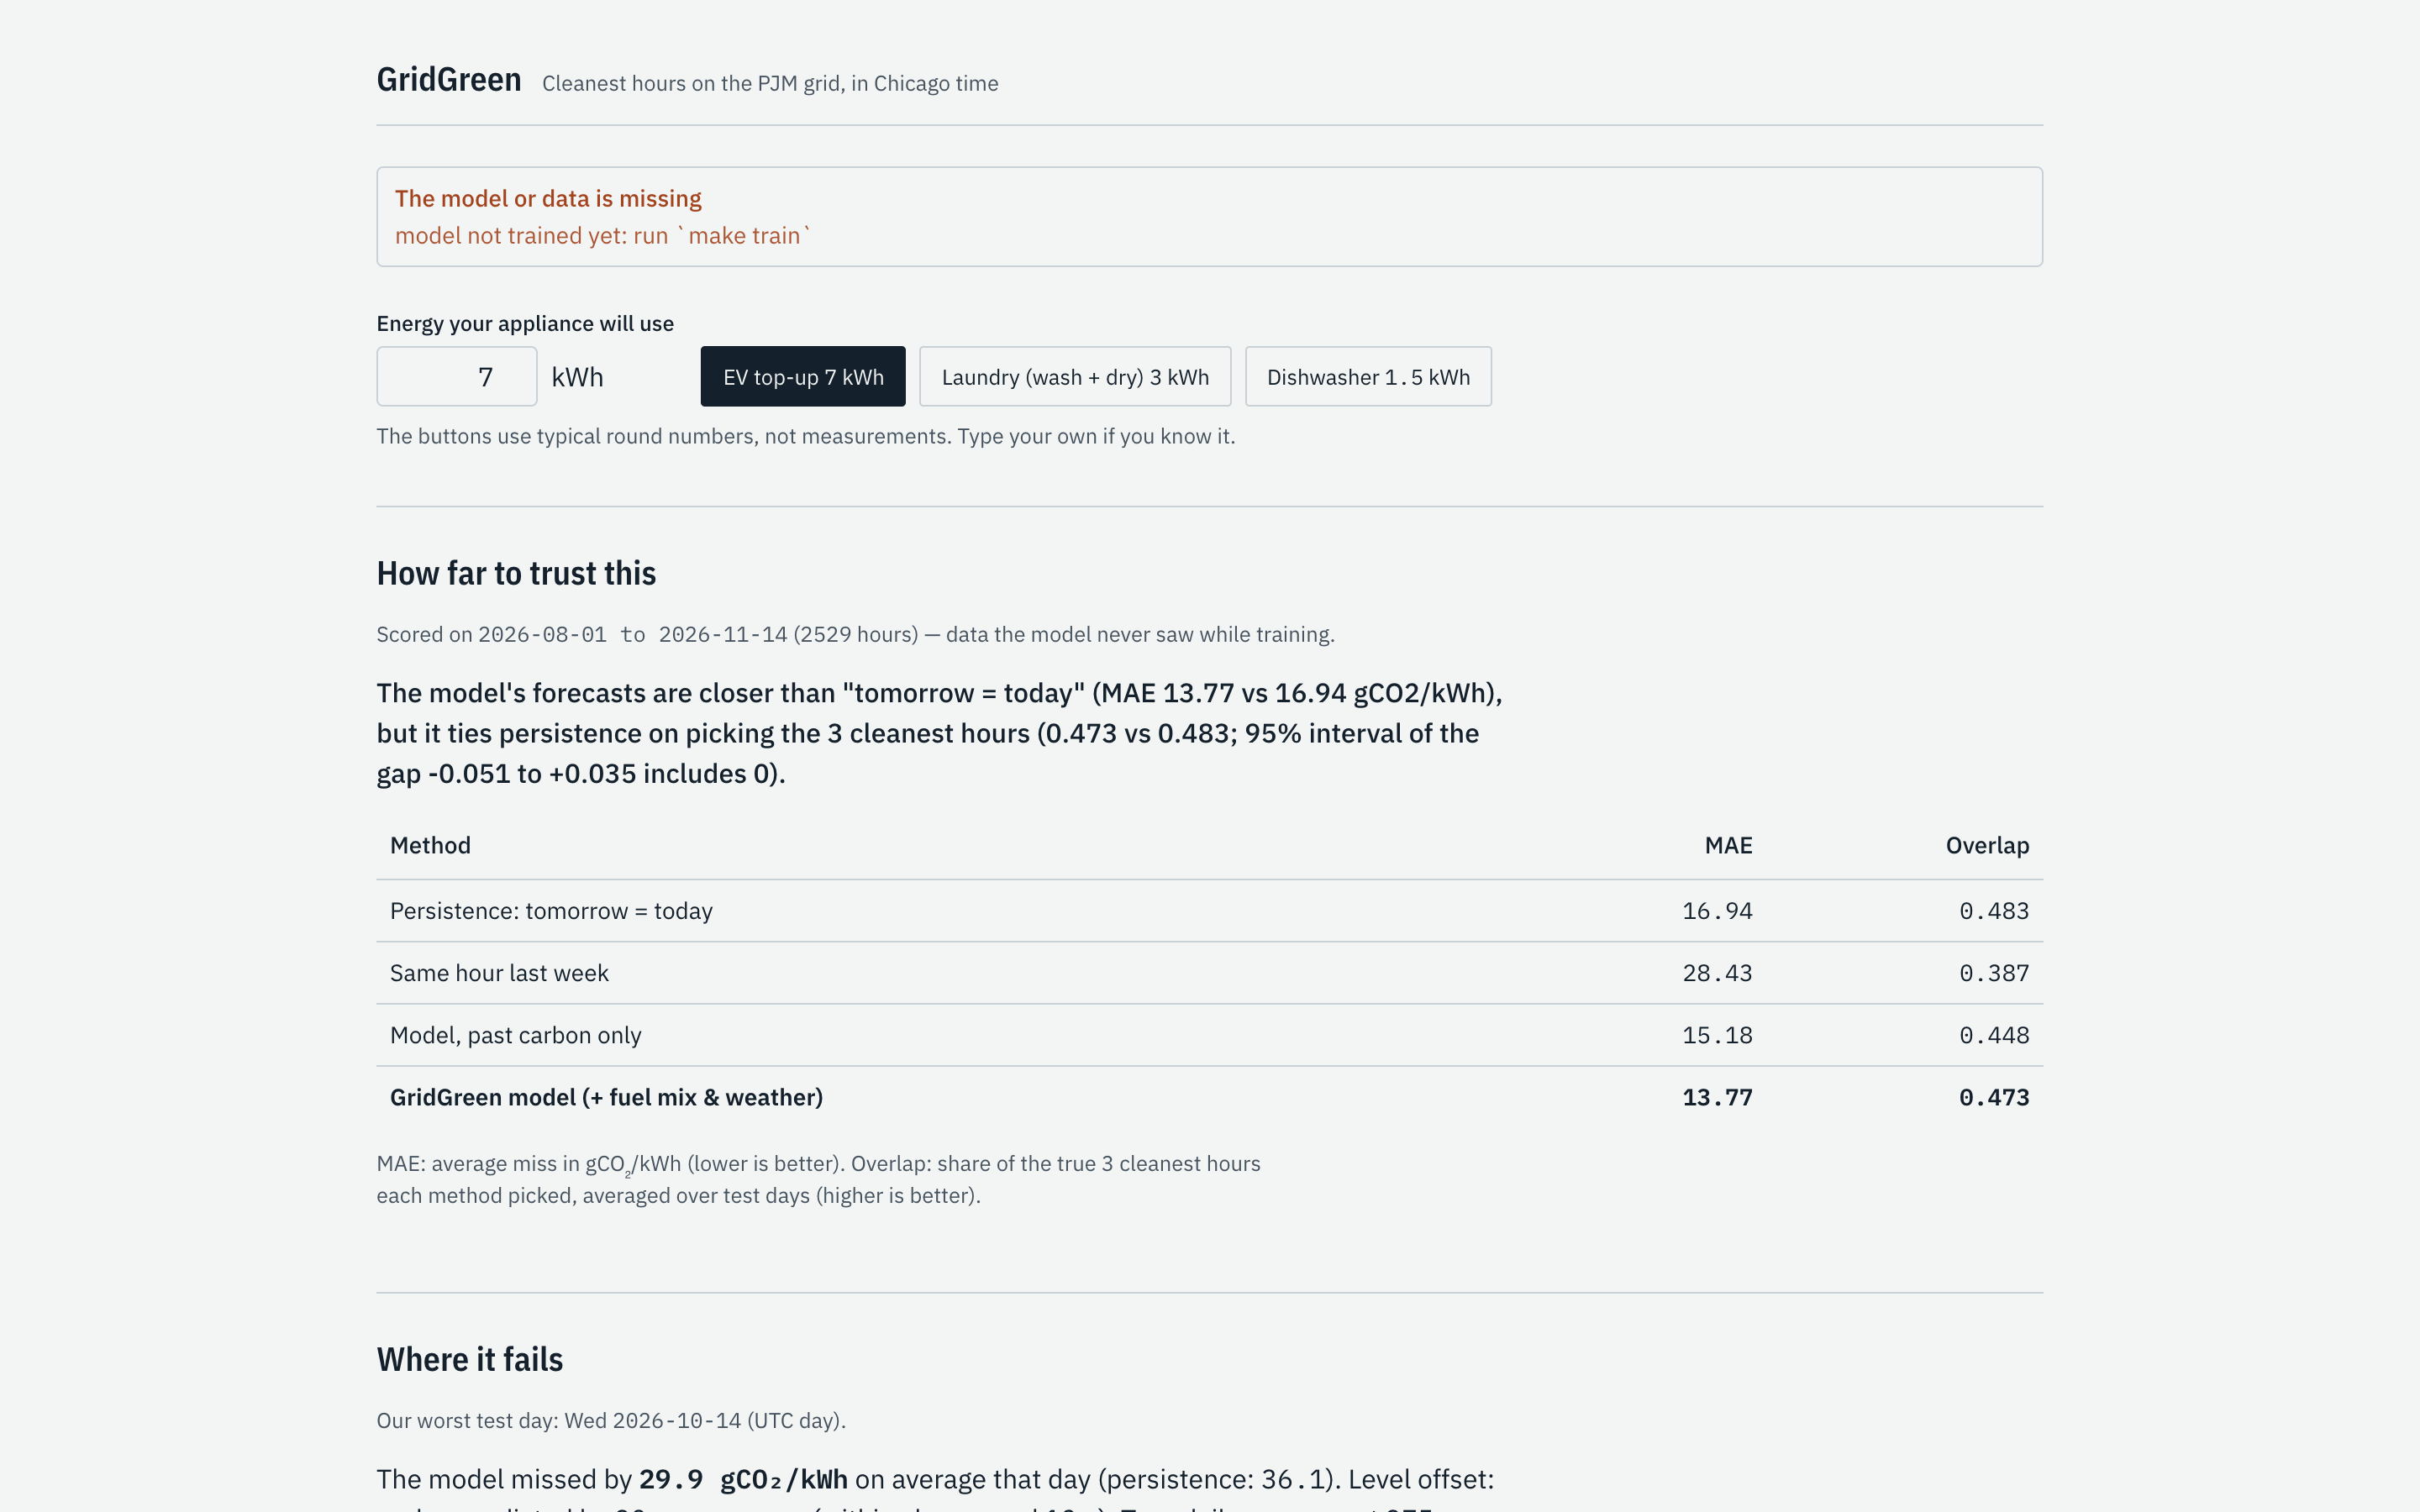 GridGreen Cleanest hours on the PJM grid, in Chicago time
The model or data is missing
model not trained yet: run `make train`
Energy your appliance will use
7 kWh EV top-up 7 kWh Laundry (wash + dry) 3 kWh Dishwasher 1.5 kWh
The buttons use typical round numbers, not measurements. Type your own if you know it.
How far to trust this
Scored on 2026-08-01 to 2026-11-14 (2529 hours) — data the model never saw while training.
The model's forecasts are closer than "tomorrow = today" (MAE 13.77 vs 16.94 gCO2/kWh),
but it ties persistence on picking the 3 cleanest hours (0.473 vs 0.483; 95% interval of the
gap -0.051 to +0.035 includes 0).
Method MAE Overlap
Persistence: tomorrow = today 16.94 0.483
Same hour last week 28.43 0.387
Model, past carbon only 15.18 0.448
GridGreen model (+ fuel mix & weather) 13.77 0.473
MAE: average miss in gCO₂/kWh (lower is better). Overlap: share of the true 3 cleanest hours
each method picked, averaged over test days (higher is better).
Where it fails
Our worst test day: Wed 2026-10-14 (UTC day).
The model missed by 29.9 gCO₂/kWh on average that day (persistence: 36.1). Level offset: